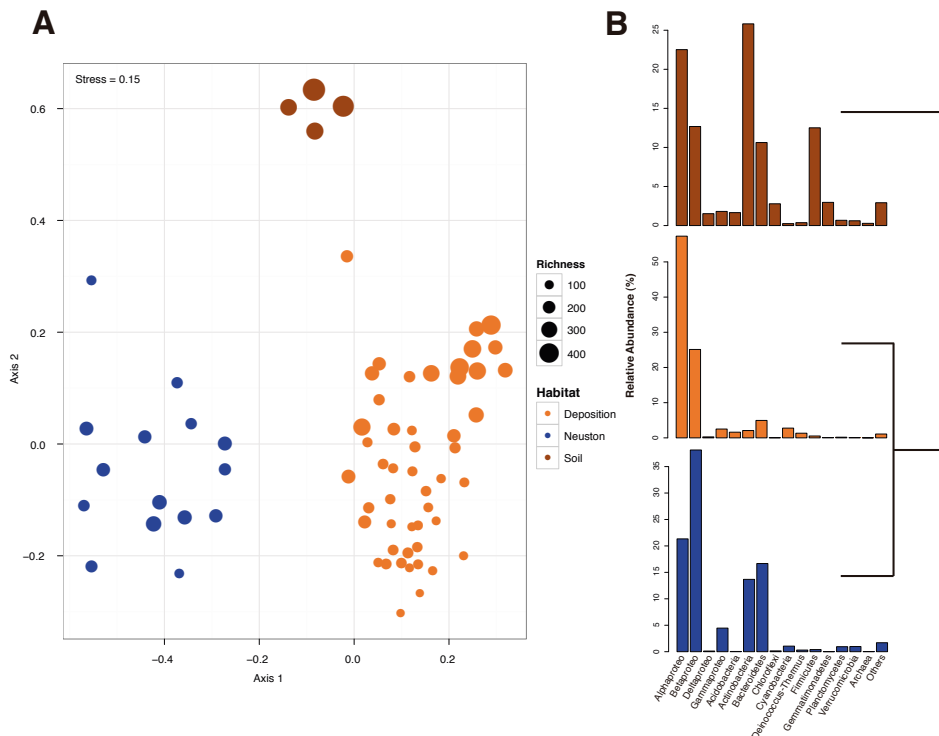 A
Stress = 0.15
0.6
0.4
0.2
0.0
−0.2
Axis 2
−0.4
−0.2
0.0
0.2
Axis 1
Richness
100
200
300
400
Habitat
Deposition
Neuston
Soil
B
Relative Abundance (%)
25
20
15
10
5
0
50
40
30
20
10
0
35
30
25
20
15
10
5
0
Alphaproteo
Betaproteo
Deltaproteo
Gammaproteo
Acidobacteria
Actinobacteria
Bacteroidetes
Chloroflexi
Cyanobacteria
Deinococcus-Thermus
Firmicutes
Gemmatimonadetes
Planctomycetes
Verrucomicrobia
Archaea
Others